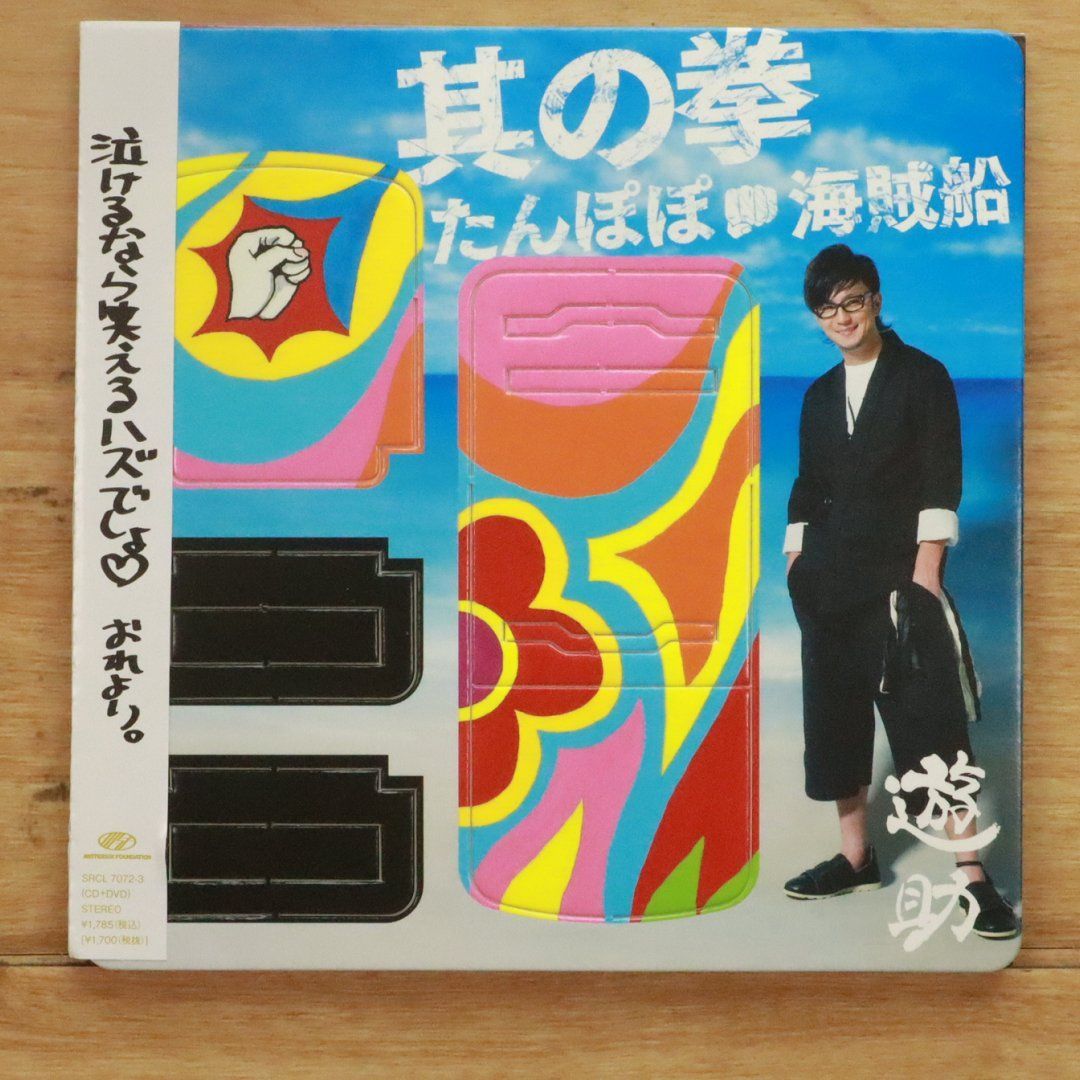 其の拳
たんぽぽ 海賊船
遊助
泣けるなら笑えるハズでしょ♡ おれより。
MASTERSIX FOUNDATION
SRCL 7072-3
(CD+DVD)
STEREO
¥1,785(税込)
[¥1,700(税抜)]